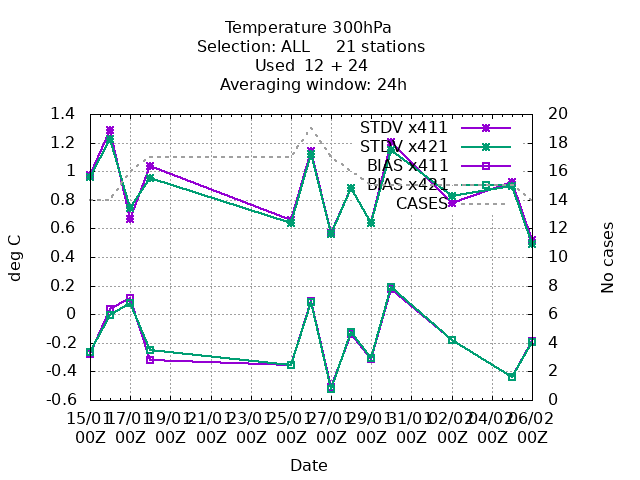 Temperature 300hPa
Selection: ALL     21 stations
Used  12 + 24
Averaging window: 24h
1.4
1.2
1
0.8
0.6
0.4
0.2
0
-0.2
-0.4
-0.6
deg C
20
18
16
14
12
10
8
6
4
2
0
No cases
STDV x411
STDV x421
BIAS x411
BIAS x421
CASES
15/01 17/01 19/01 21/01 23/01 25/01 27/01 29/01 31/01 02/02 04/02 06/02
00Z 00Z 00Z 00Z 00Z 00Z 00Z 00Z 00Z 00Z 00Z 00Z
Date